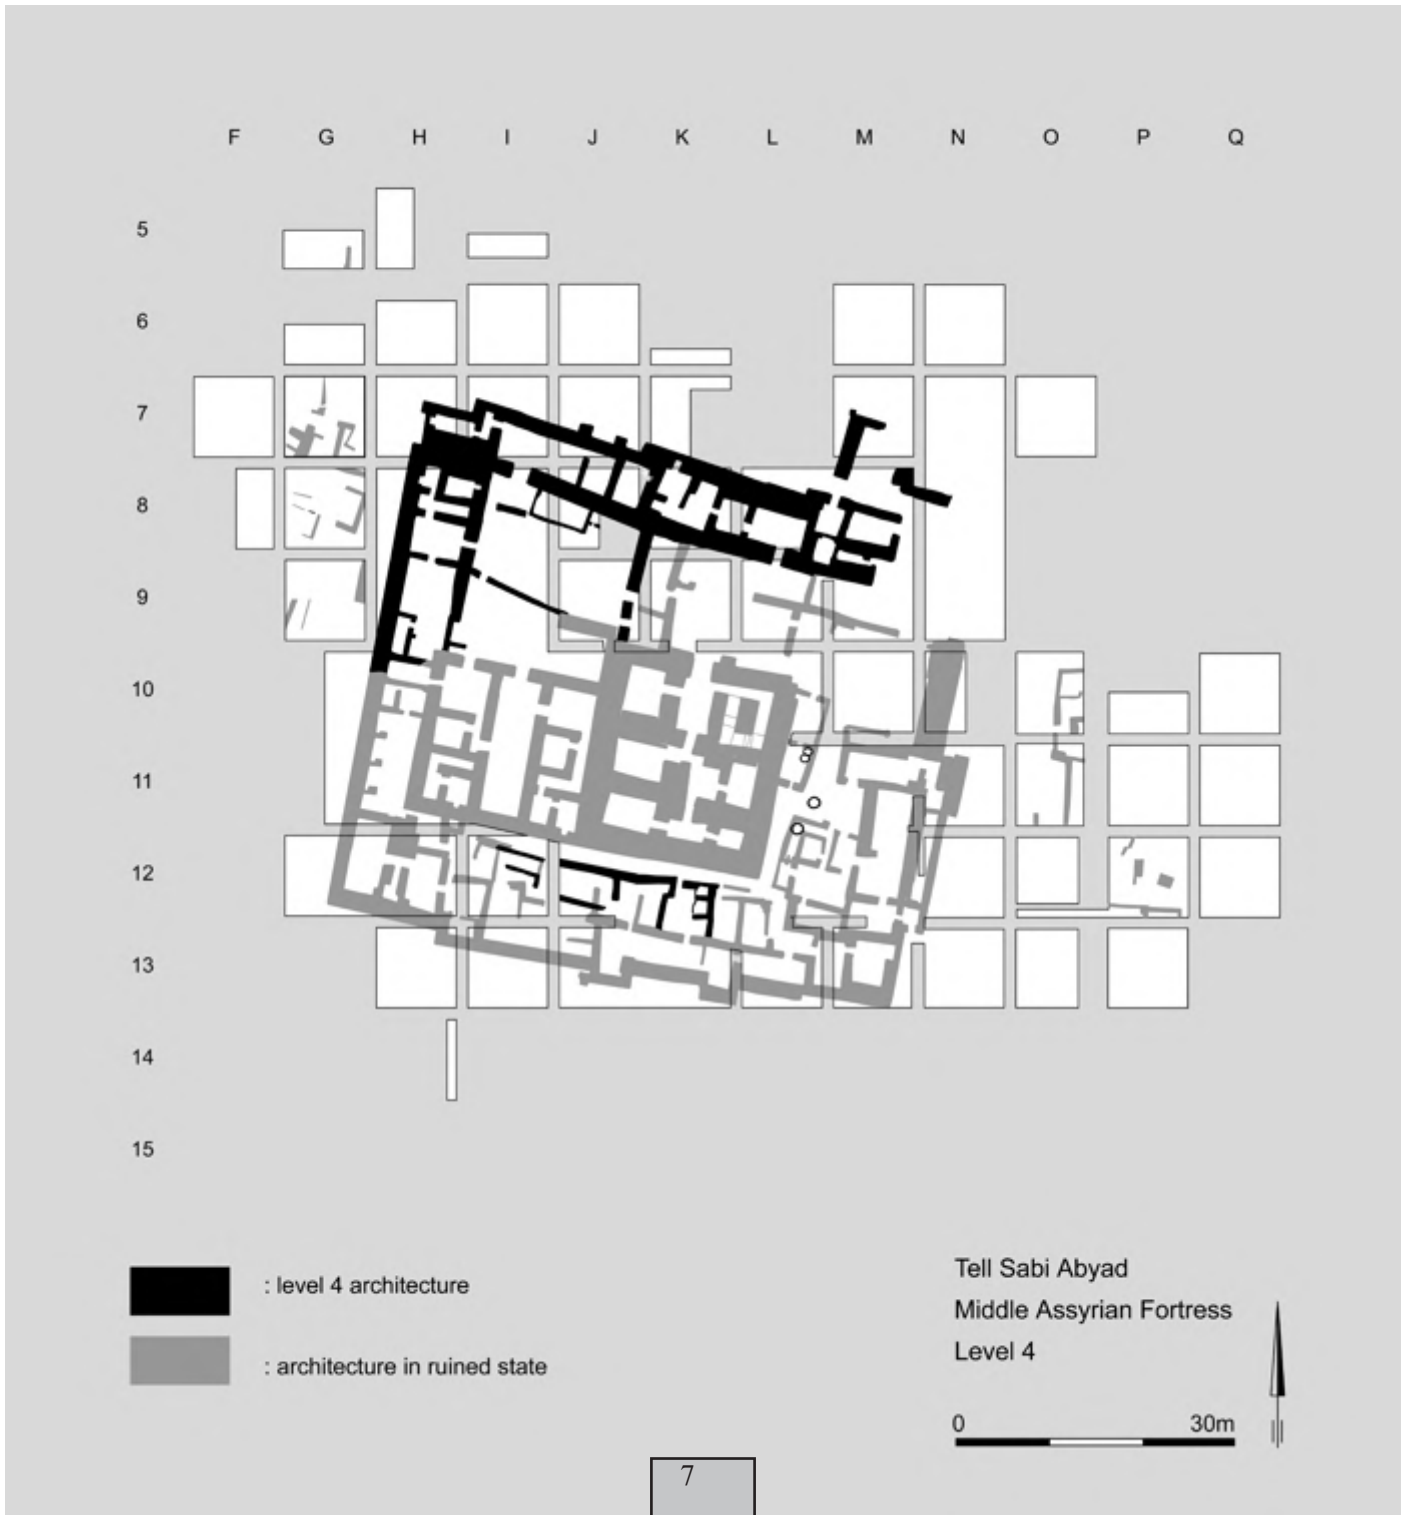 F G H I J K L M N O P Q
5
6
7
8
9
10
11
12
13
14
15
: level 4 architecture
: architecture in ruined state
Tell Sabi Abyad
Middle Assyrian Fortress
Level 4
0 30m
7